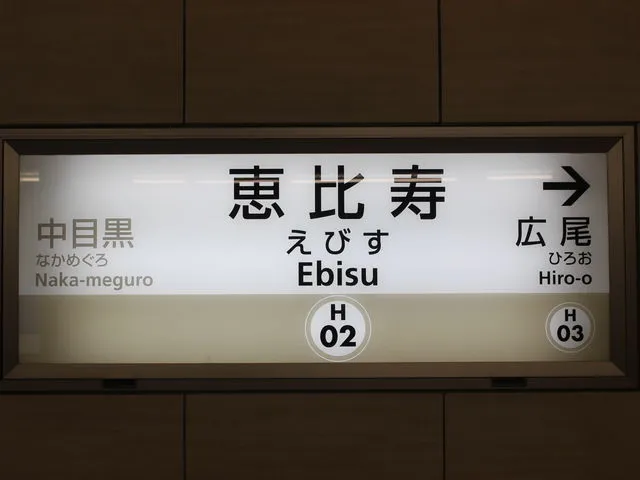 恵比寿
えびす
Ebisu
H
02
中目黒
なかめぐろ
Naka-meguro
→
広尾
ひろお
Hiro-o
H
03